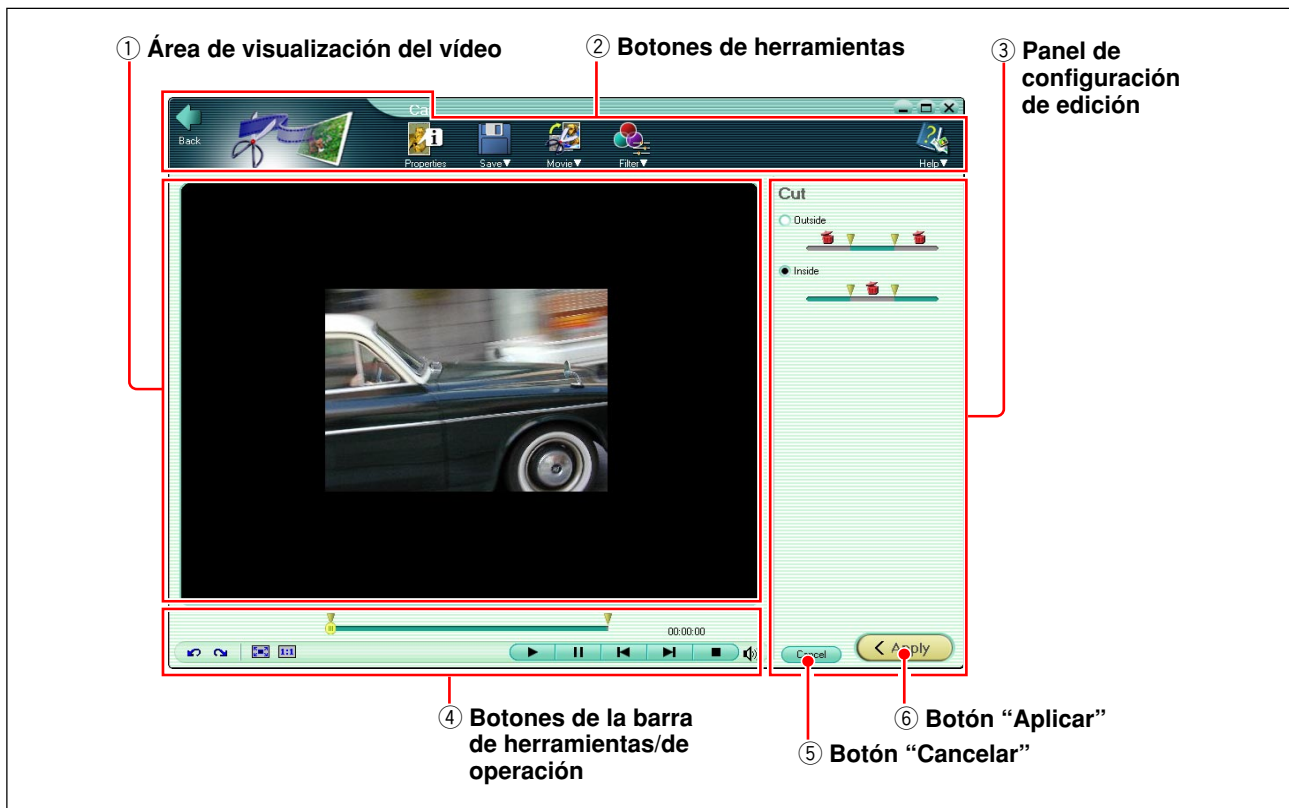 ① Área de visualización del vídeo
② Botones de herramientas
③ Panel de
configuración
de edición
Back
Properties
Save▼
Movie▼
Filter▼
Help▼
Cut
Outside
Inside
00:00:00
1:1
Cancel
< Apply
④ Botones de la barra
de herramientas/de
operación
⑥ Botón “Aplicar”
⑤ Botón “Cancelar”